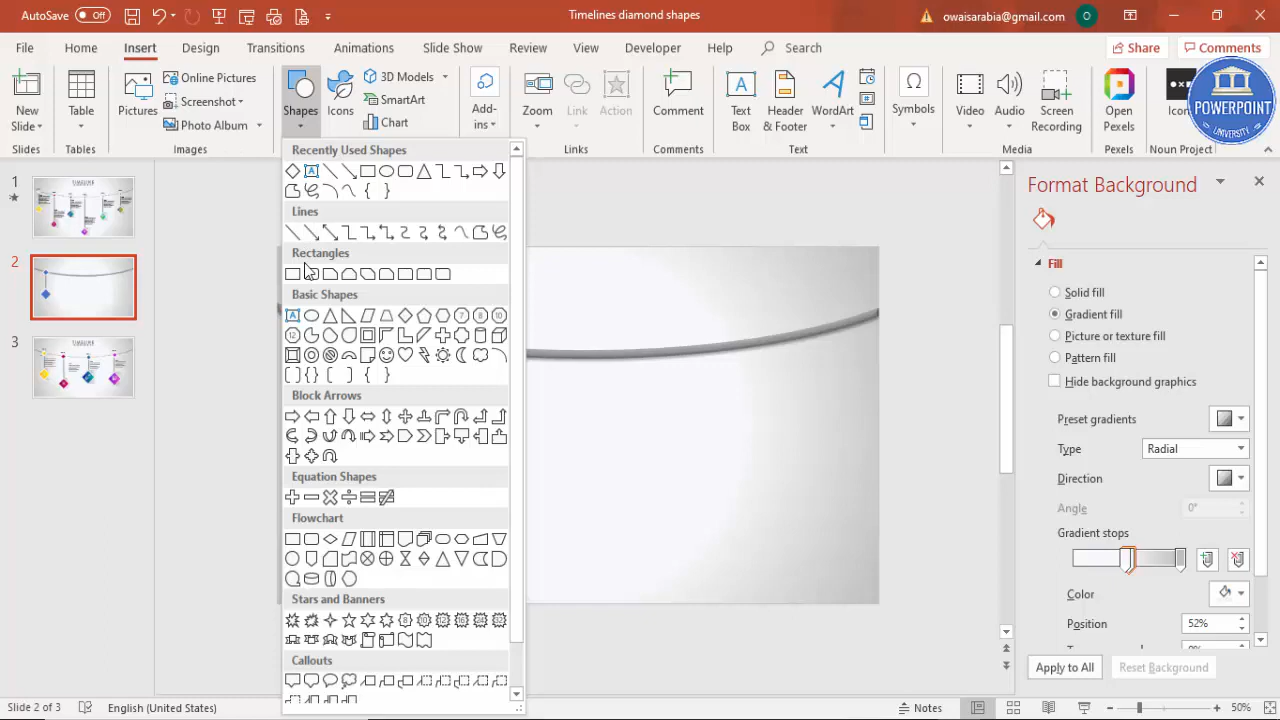 AutoSave Off
Timelines diamond shapes
owaisarabia@gmail.com O
File Home Insert Design Transitions Animations Slide Show Review View Developer Help Search Share Comments
New Slide Table Pictures Online Pictures
Screenshot
Photo Album
Shapes Icons 3D Models
SmartArt
Chart
Add-ins Zoom Link Action Comment Text Box Header & Footer WordArt Symbols Video Audio Screen Recording Open Pexels
POWERPOINT
UNIVERSITY
Slides Tables Images Links Comments Text Media Pexels Noun Project
Recently Used Shapes
Lines
Rectangles
Basic Shapes
Block Arrows
Equation Shapes
Flowchart
Stars and Banners
Callouts
1
2
3
Format Background
Fill
Solid fill
Gradient fill
Picture or texture fill
Pattern fill
Hide background graphics
Preset gradients
Type Radial
Direction
Angle 0°
Gradient stops
Color
Position 52%
Apply to All Reset Background
Slide 2 of 3 English (United States) Notes 50%